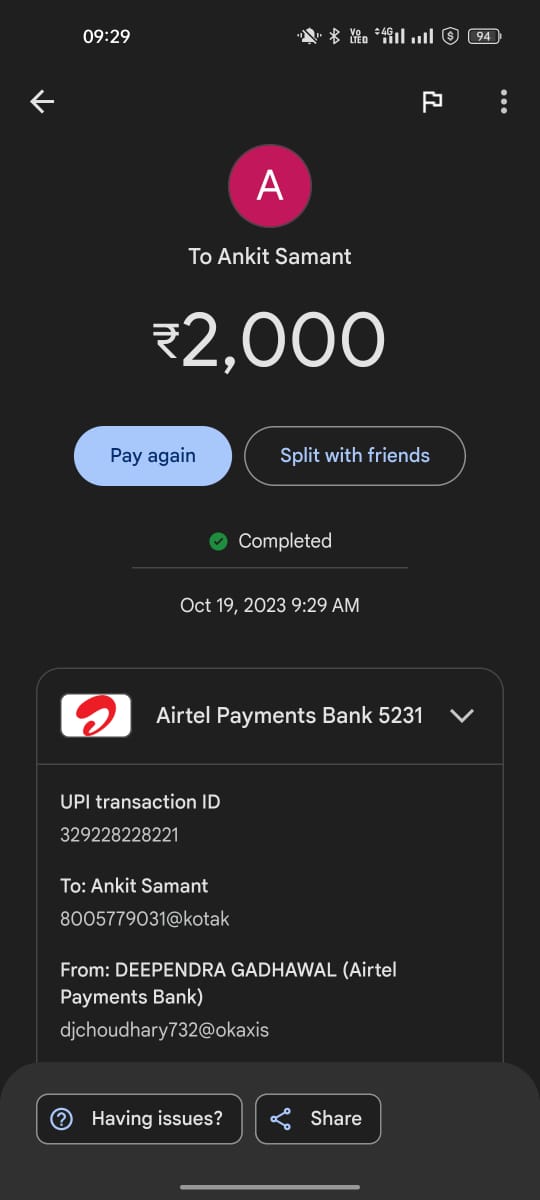 09:29
Vo LTE 4G 94
A
To Ankit Samant
₹2,000
Pay again
Split with friends
Completed
Oct 19, 2023 9:29 AM
Airtel Payments Bank 5231
UPI transaction ID
329228228221
To: Ankit Samant
8005779031@kotak
From: DEEPENDRA GADHAWAL (Airtel
Payments Bank)
djchoudhary732@okaxis
Having issues?
Share